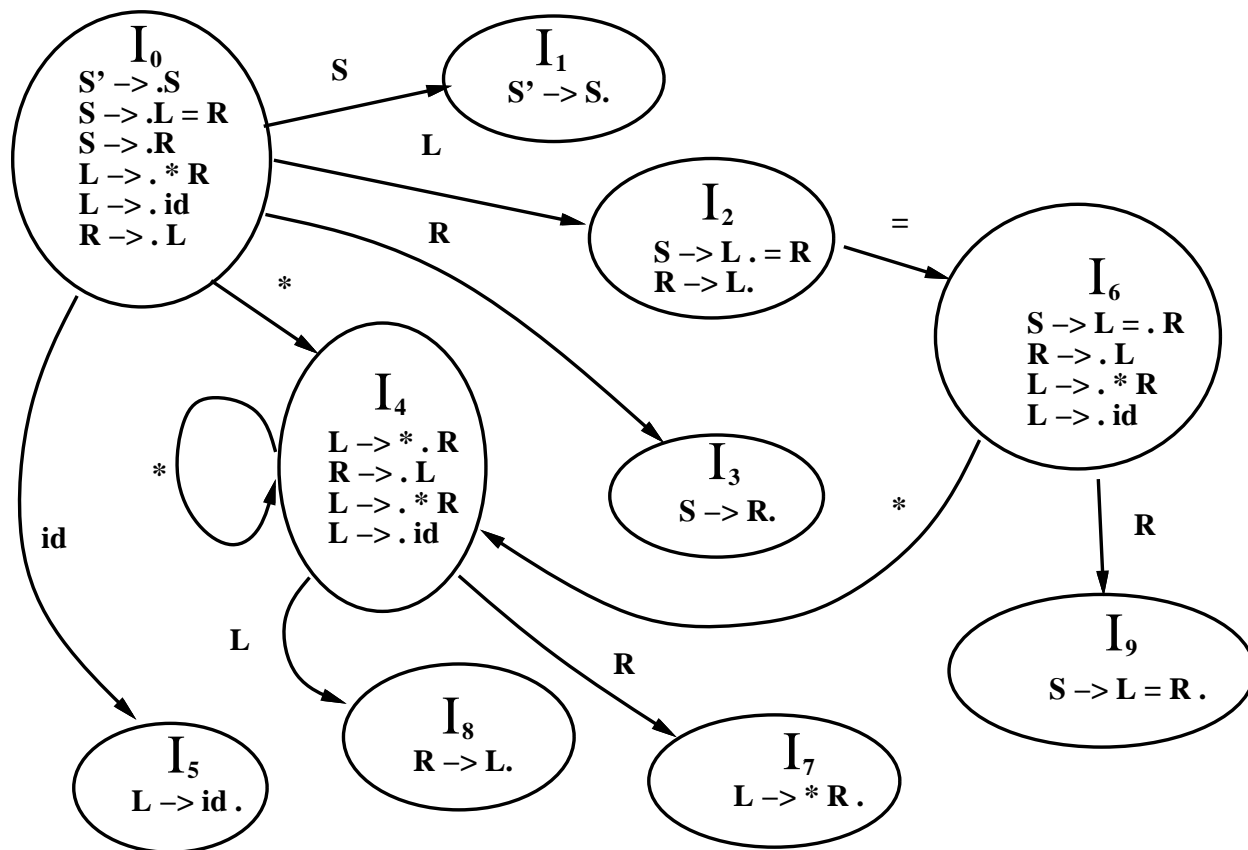 I0
S' –> .S
S –> .L = R
S –> .R
L –> . * R
L –> . id
R –> . L
S
I1
S' –> S.
L
I2
S –> L . = R
R –> L.
R
=
I6
S –> L = . R
R –> . L
L –> . * R
L –> . id
*
I4
L –> * . R
R –> . L
L –> . * R
L –> . id
*
I3
S –> R.
*
R
id
L
R
I9
S –> L = R .
I8
R –> L.
I7
L –> * R .
I5
L –> id .